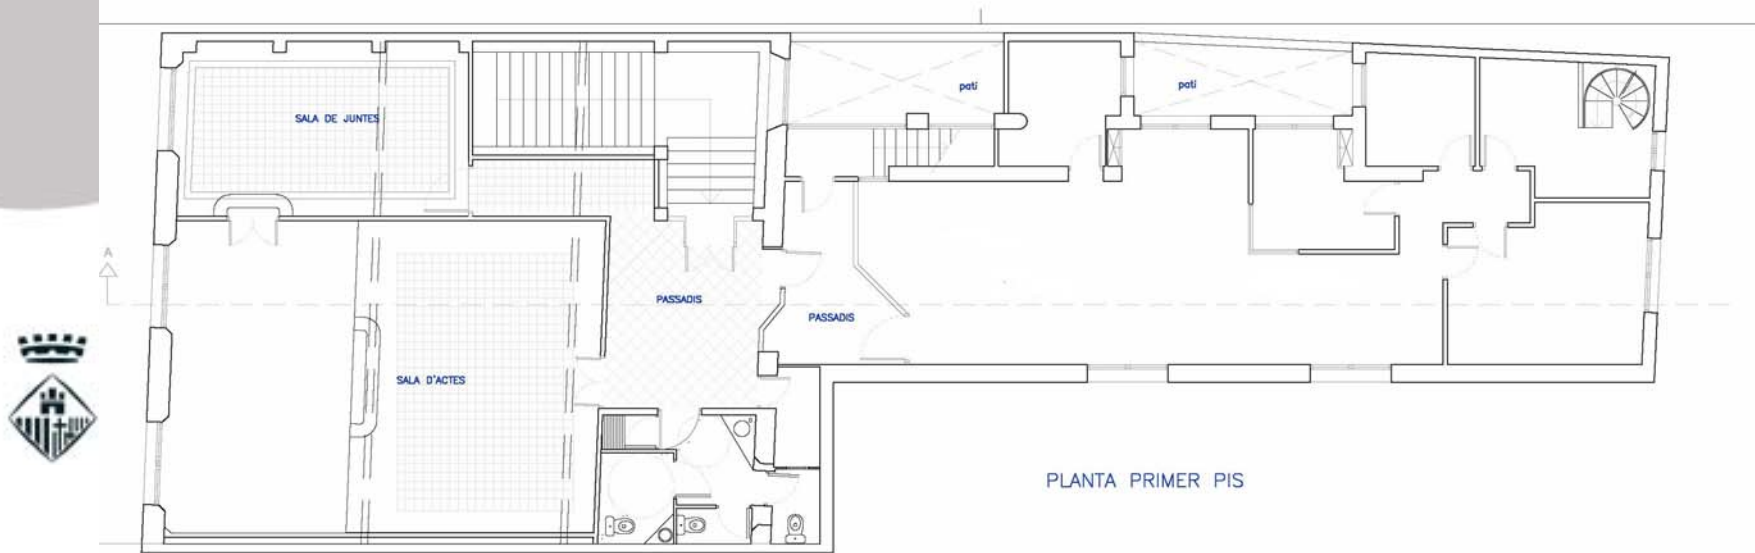 pati
pati
SALA DE JUNTES
A
PASSADIS
PASSADIS
SALA D'ACTES
PLANTA PRIMER PIS